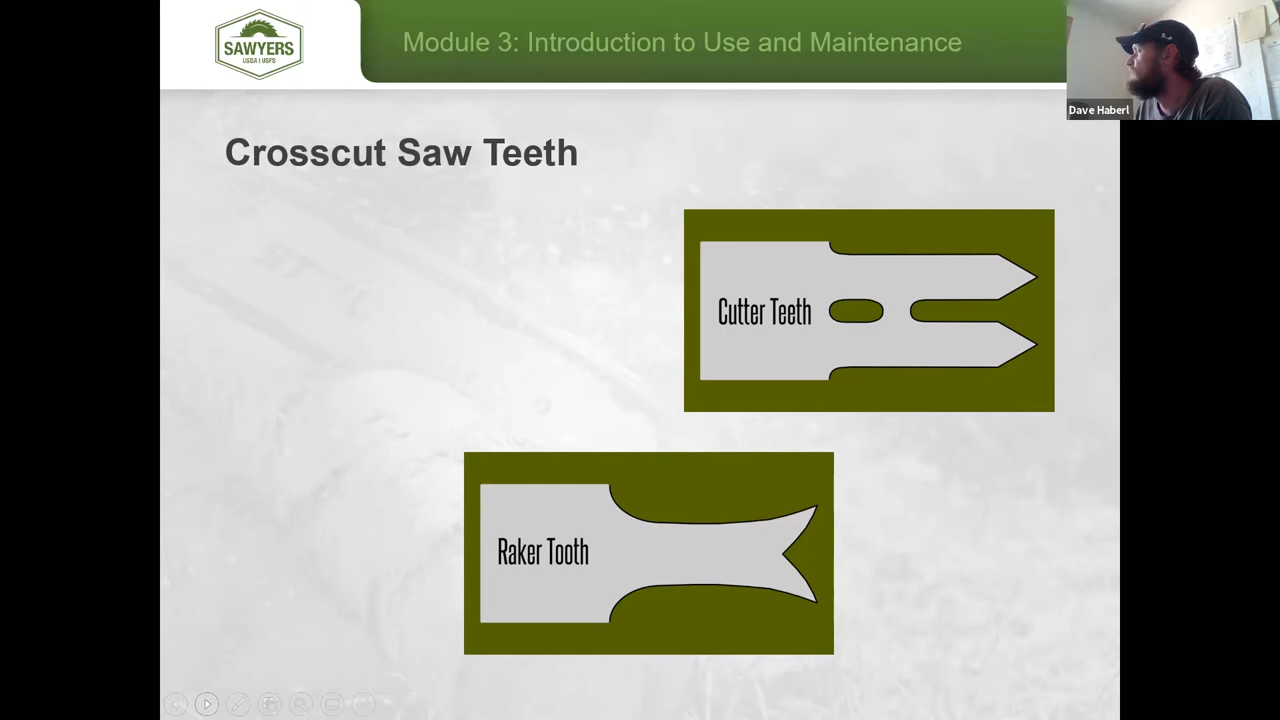 SAWYERS
USDA | USFS
Module 3: Introduction to Use and Maintenance
Dave Haberl
Crosscut Saw Teeth
Cutter Teeth
Raker Tooth